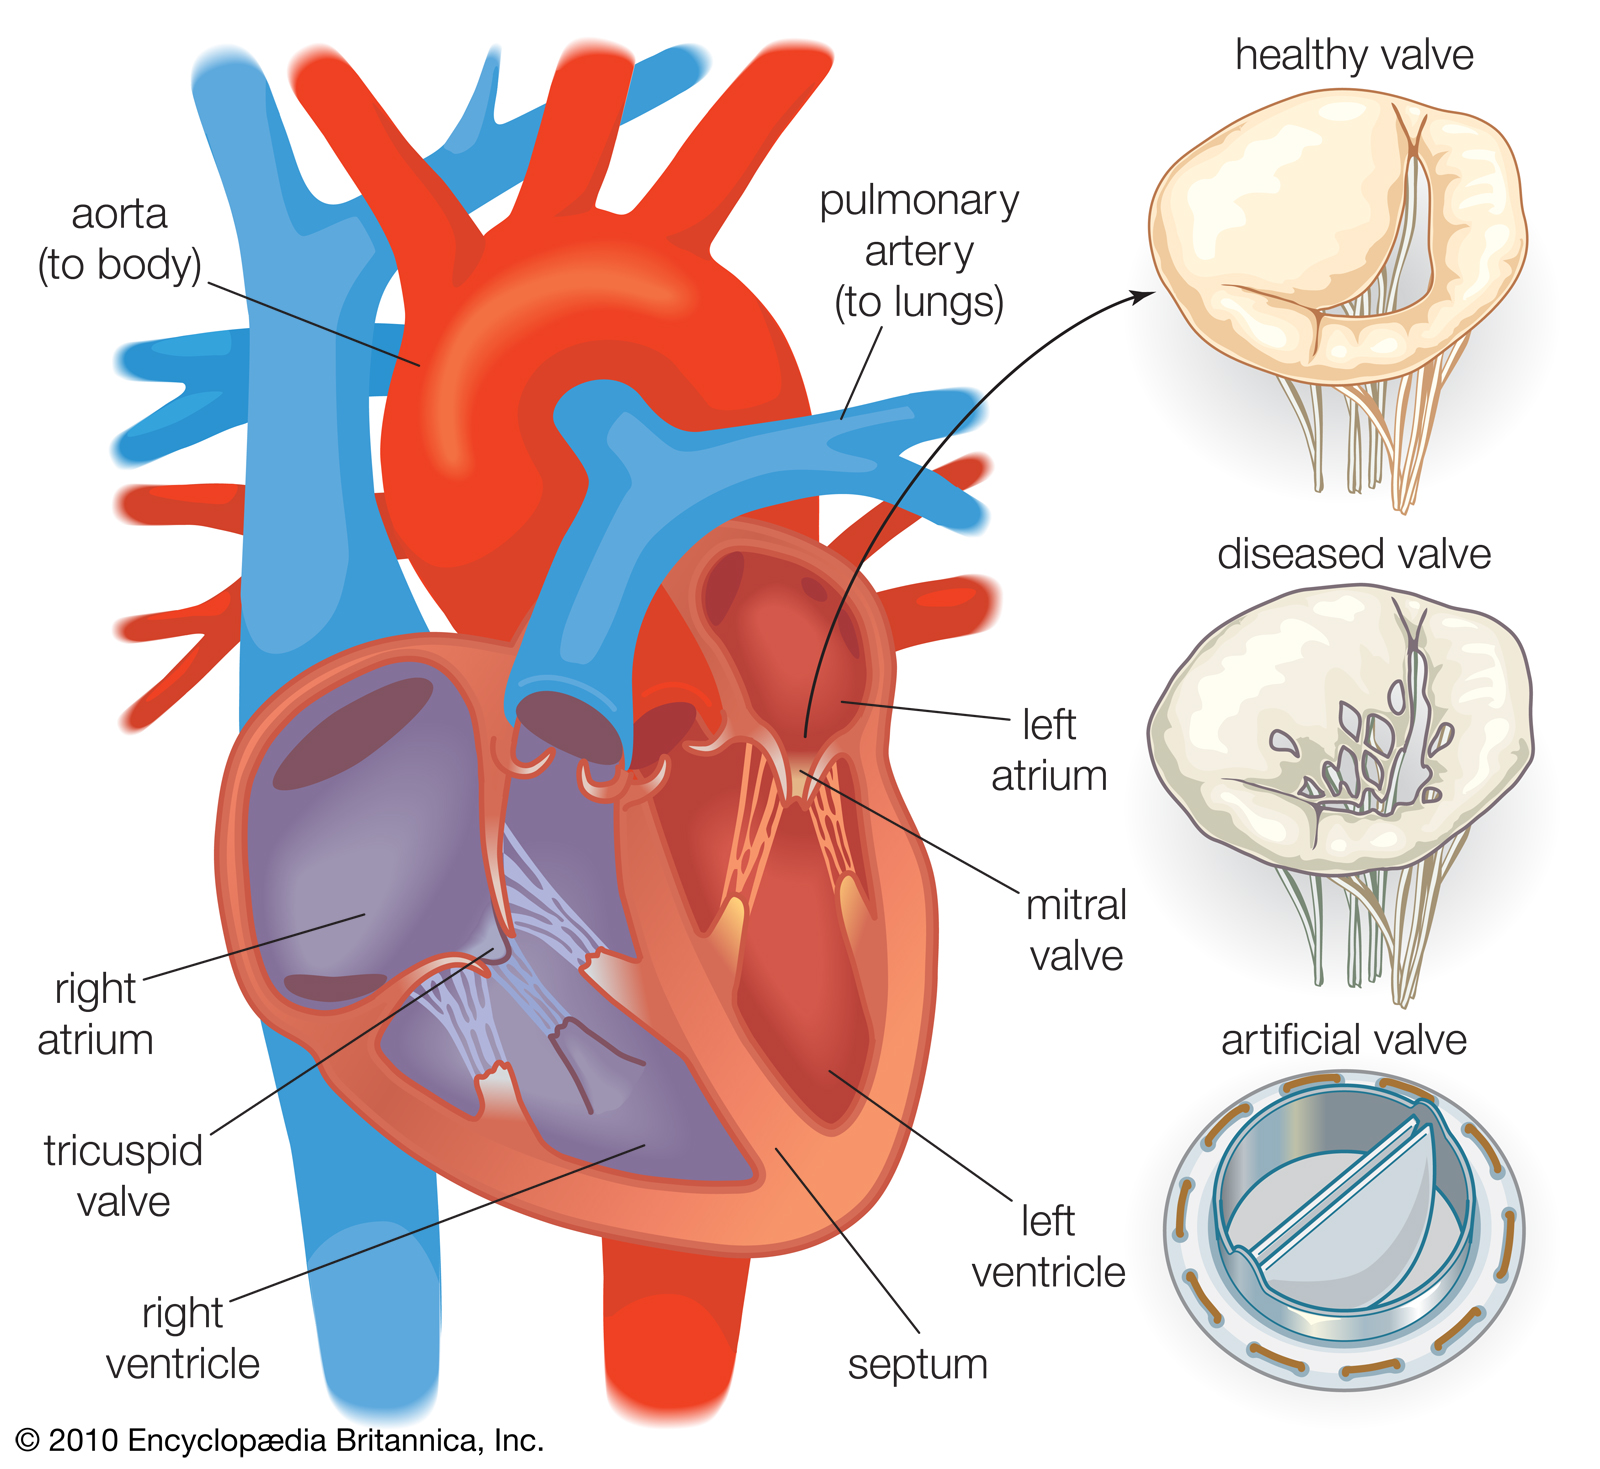 healthy valve
aorta
(to body)
pulmonary
artery
(to lungs)
diseased valve
left
atrium
mitral
valve
right
atrium
artificial valve
tricuspid
valve
left
ventricle
right
ventricle
septum
© 2010 Encyclopædia Britannica, Inc.